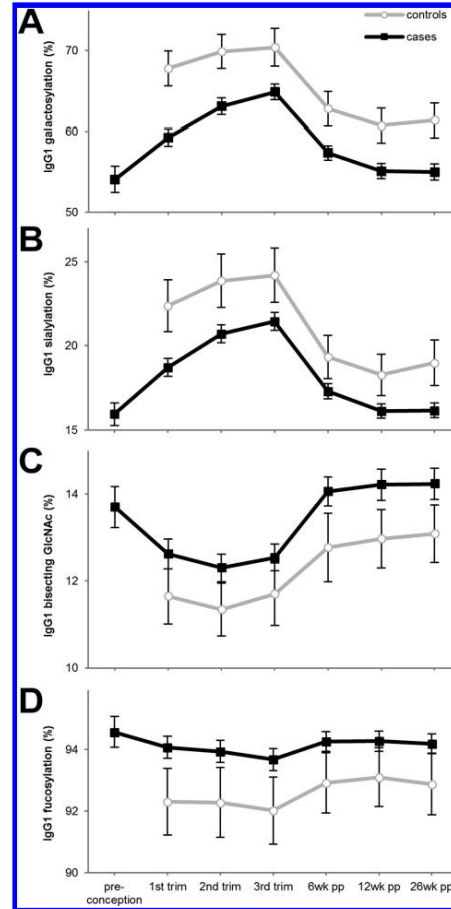 A
controls
cases
IgG1 galactosylation (%)
70
60
50
B
IgG1 sialylation (%)
25
20
15
C
IgG1 bisecting GlcNAc (%)
14
12
10
D
IgG1 fucosylation (%)
94
92
90
pre-
conception
1st trim
2nd trim
3rd trim
6wk pp
12wk pp
26wk pp